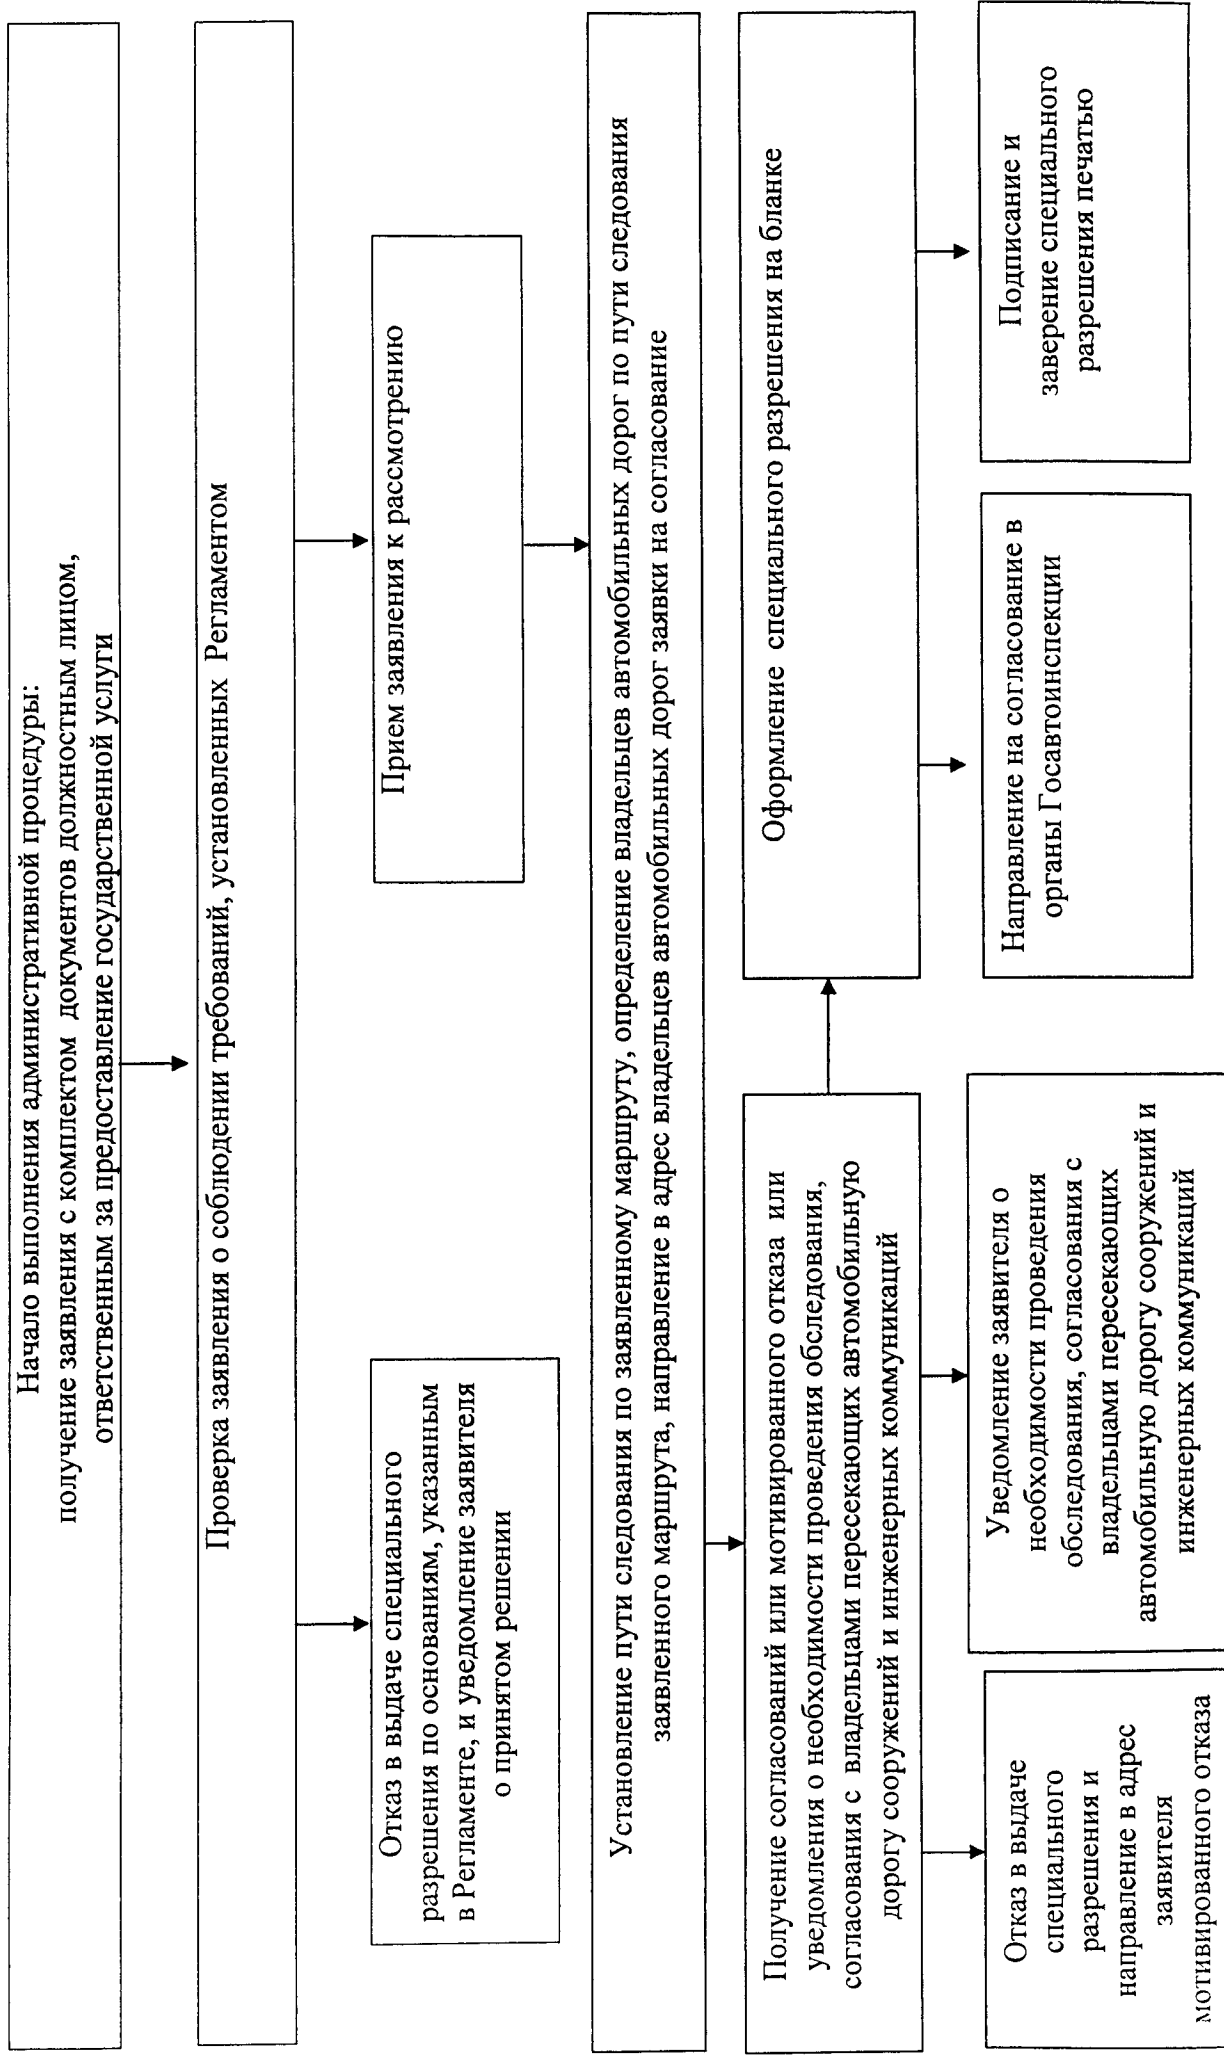 Начало выполнения административной процедуры:
получение заявления с комплектом документов должностным лицом,
ответственным за предоставление государственной услуги
Проверка заявления о соблюдении требований, установленных Регламентом
Отказ в выдаче специального
разрешения по основаниям, указанным
в Регламенте, и уведомление заявителя
о принятом решении
Прием заявления к рассмотрению
Установление пути следования по заявленному маршруту, определение владельцев автомобильных дорог по пути следования
заявленного маршрута, направление в адрес владельцев автомобильных дорог заявки на согласование
Получение согласований или мотивированного отказа или
уведомления о необходимости проведения обследования,
согласования с владельцами пересекающих автомобильную
дорогу сооружений и инженерных коммуникаций
Оформление специального разрешения на бланке
Отказ в выдаче
специального
разрешения и
направление в адрес
заявителя
мотивированного отказа
Уведомление заявителя о
необходимости проведения
обследования, согласования с
владельцами пересекающих
автомобильную дорогу сооружений и
инженерных коммуникаций
Направление на согласование в
органы Госавтоинспекции
Подписание и
заверение специального
разрешения печатью